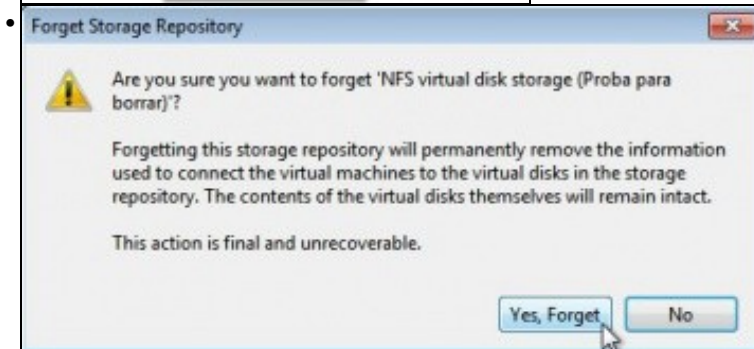 Forget Storage Repository
Are you sure you want to forget 'NFS virtual disk storage (Proba para
borrar)'?
Forgetting this storage repository will permanently remove the information
used to connect the virtual machines to the virtual disks in the storage
repository. The contents of the virtual disks themselves will remain intact.
This action is final and unrecoverable.
Yes, Forget No